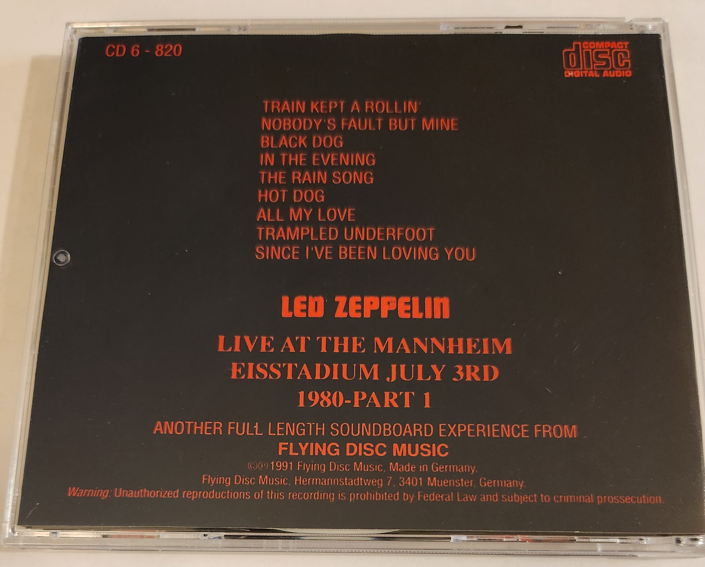 CD 6 - 820
COMPACT
disc
DIGITAL AUDIO
TRAIN KEPT A ROLLIN'
NOBODY'S FAULT BUT MINE
BLACK DOG
IN THE EVENING
THE RAIN SONG
HOT DOG
ALL MY LOVE
TRAMPLED UNDERFOOT
SINCE I'VE BEEN LOVING YOU
LED ZEPPELIN
LIVE AT THE MANNHEIM
EISSTADIUM JULY 3RD
1980-PART 1
ANOTHER FULL LENGTH SOUNDBOARD EXPERIENCE FROM
FLYING DISC MUSIC
©℗ 1991 Flying Disc Music, Made in Germany.
Flying Disc Music, Hermannstadtweg 7, 3401 Muenster, Germany.
Warning: Unauthorized reproductions of this recording is prohibited by Federal Law and subject to criminal prossecution.